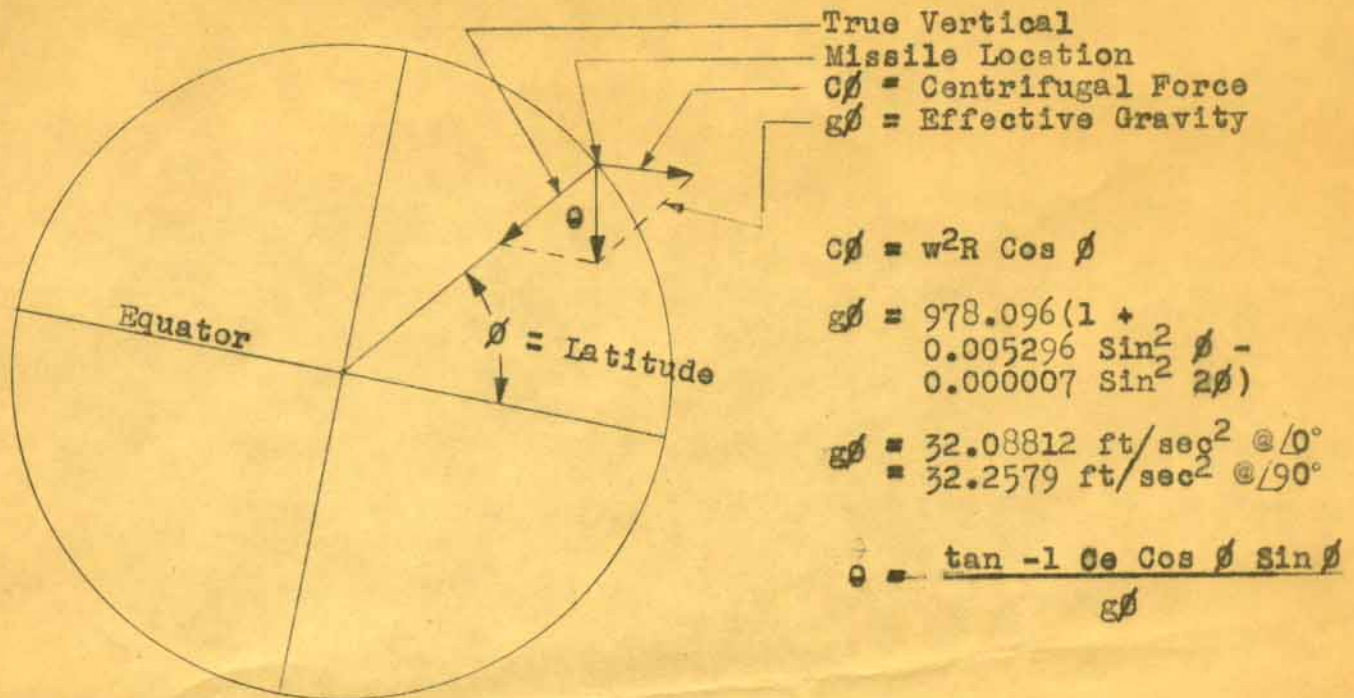 True Vertical
Missile Location
CØ = Centrifugal Force
gØ = Effective Gravity
θ
Equator
Ø = Latitude
CØ = w²R Cos Ø
gØ = 978.096(1 +
0.005296 Sin² Ø -
0.000007 Sin² 2Ø)
gØ = 32.08812 ft/sec² @∠0°
= 32.2579 ft/sec² @∠90°
θ = tan -1 Ce Cos Ø Sin Ø
gØ